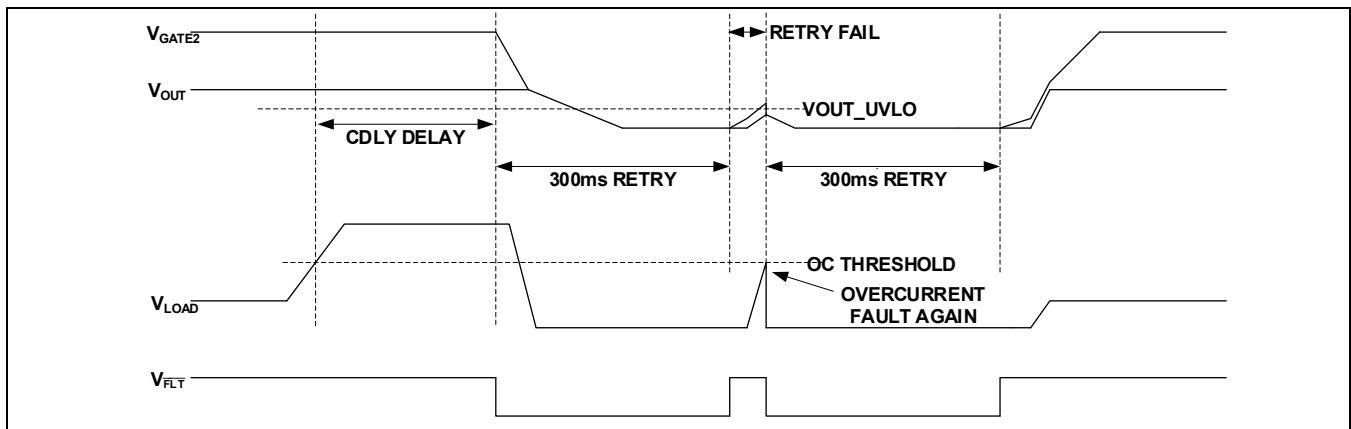 VGATE2
RETRY FAIL
VOUT
VOUT_UVLO
CDLY DELAY
300ms RETRY
300ms RETRY
OC THRESHOLD
VLOAD
OVERCURRENT
FAULT AGAIN
VFLT